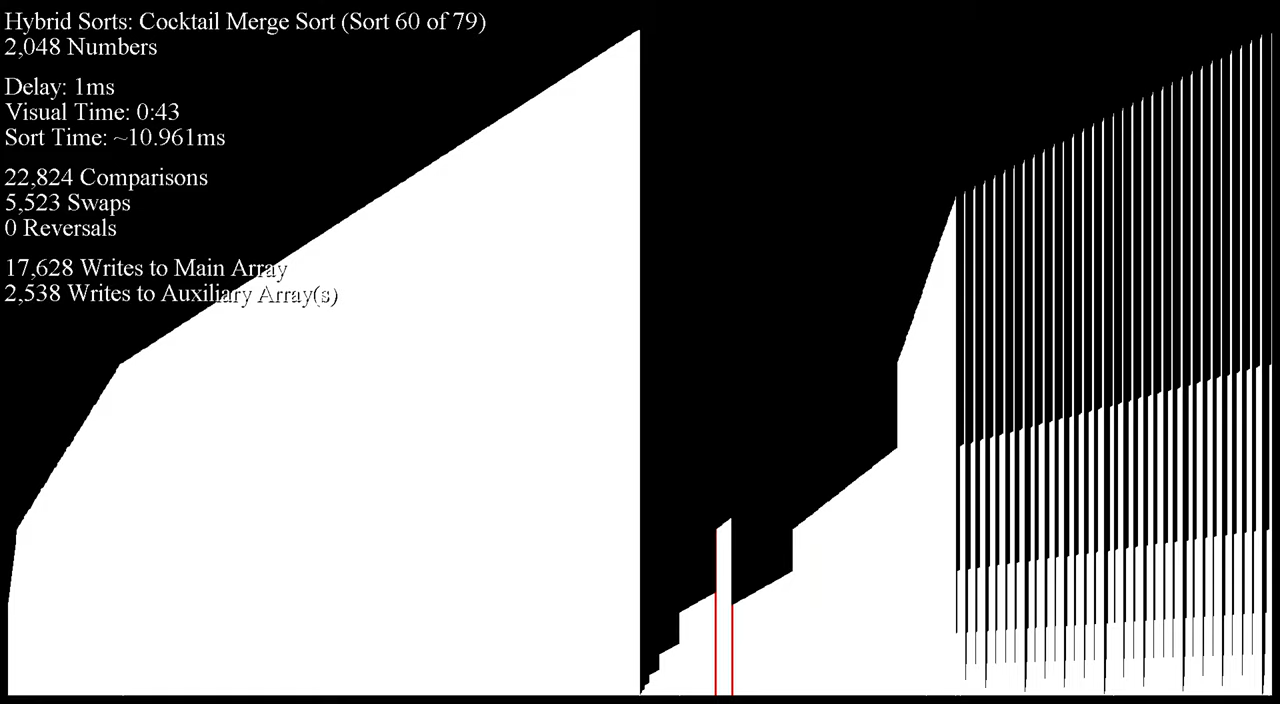 Hybrid Sorts: Cocktail Merge Sort (Sort 60 of 79)
2,048 Numbers
Delay: 1ms
Visual Time: 0:43
Sort Time: ~10.961ms
22,824 Comparisons
5,523 Swaps
0 Reversals
17,628 Writes to Main Array
2,538 Writes to Auxiliary Array(s)